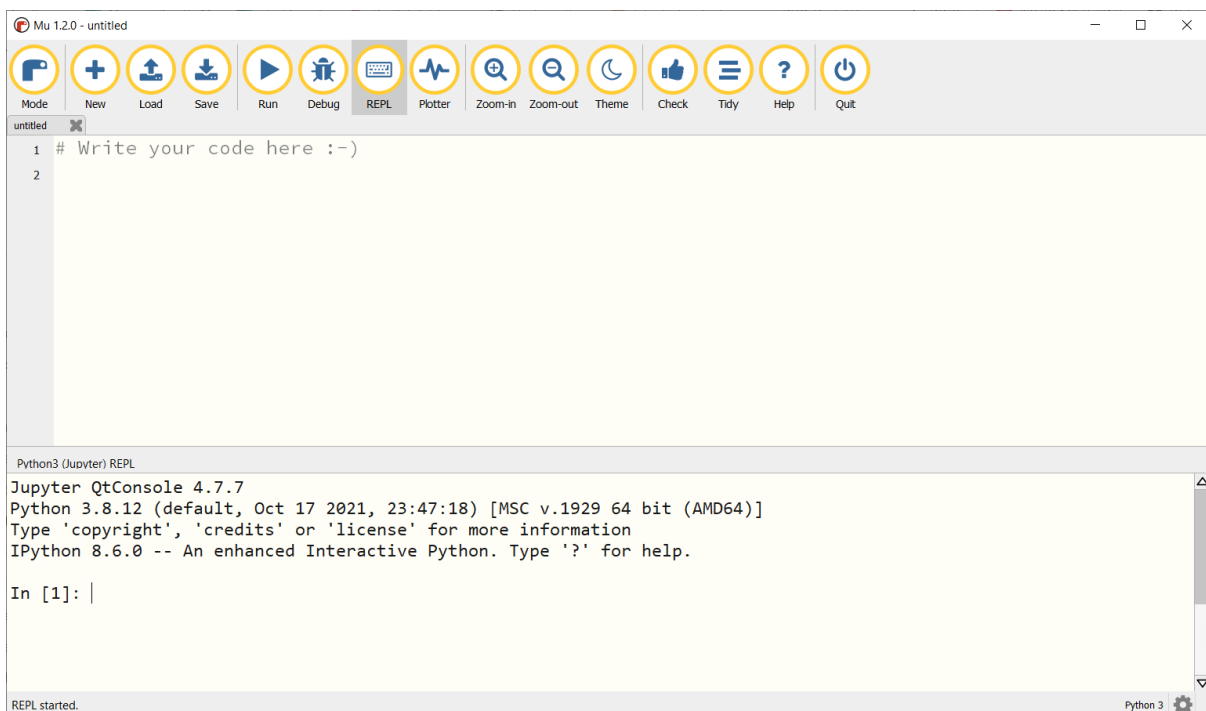 Mu 1.2.0 - untitled
Mode New Load Save Run Debug REPL Plotter Zoom-in Zoom-out Theme Check Tidy Help Quit
untitled
1 # Write your code here :-)
2
Python3 (Jupyter) REPL
Jupyter QtConsole 4.7.7
Python 3.8.12 (default, Oct 17 2021, 23:47:18) [MSC v.1929 64 bit (AMD64)]
Type 'copyright', 'credits' or 'license' for more information
IPython 8.6.0 -- An enhanced Interactive Python. Type '?' for help.
In [1]:
REPL started. Python 3